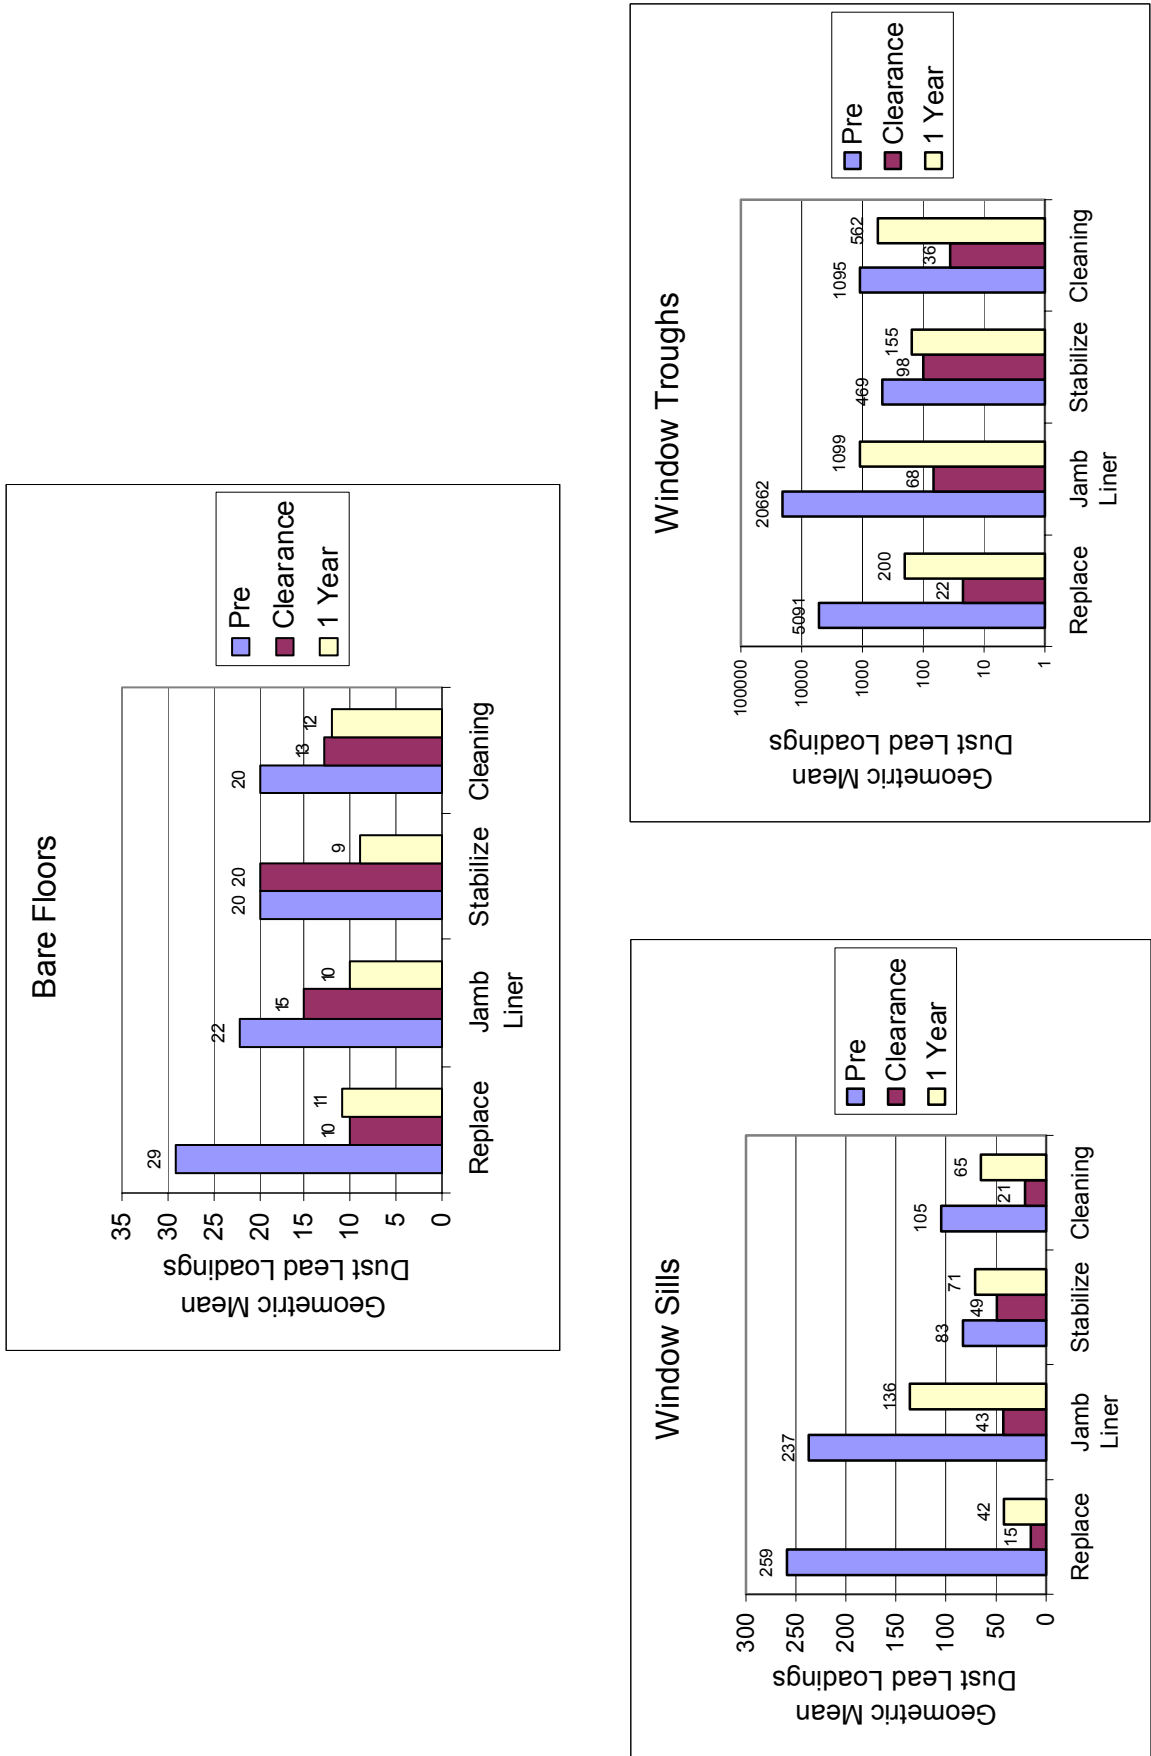 Bare Floors
35
30
25
20
15
10
5
0
Geometric Mean
Dust Lead Loadings
29
10
11
22
15
10
20
20
9
20
13
12
Replace
Jamb
Liner
Stabilize
Cleaning
Pre
Clearance
1 Year
Window Sills
300
250
200
150
100
50
0
Geometric Mean
Dust Lead Loadings
259
15
42
237
43
136
83
49
71
105
21
65
Replace
Jamb
Liner
Stabilize
Cleaning
Pre
Clearance
1 Year
Window Troughs
100000
10000
1000
100
10
1
Geometric Mean
Dust Lead Loadings
5091
22
200
20662
68
1099
469
98
155
1095
36
562
Replace
Jamb
Liner
Stabilize
Cleaning
Pre
Clearance
1 Year